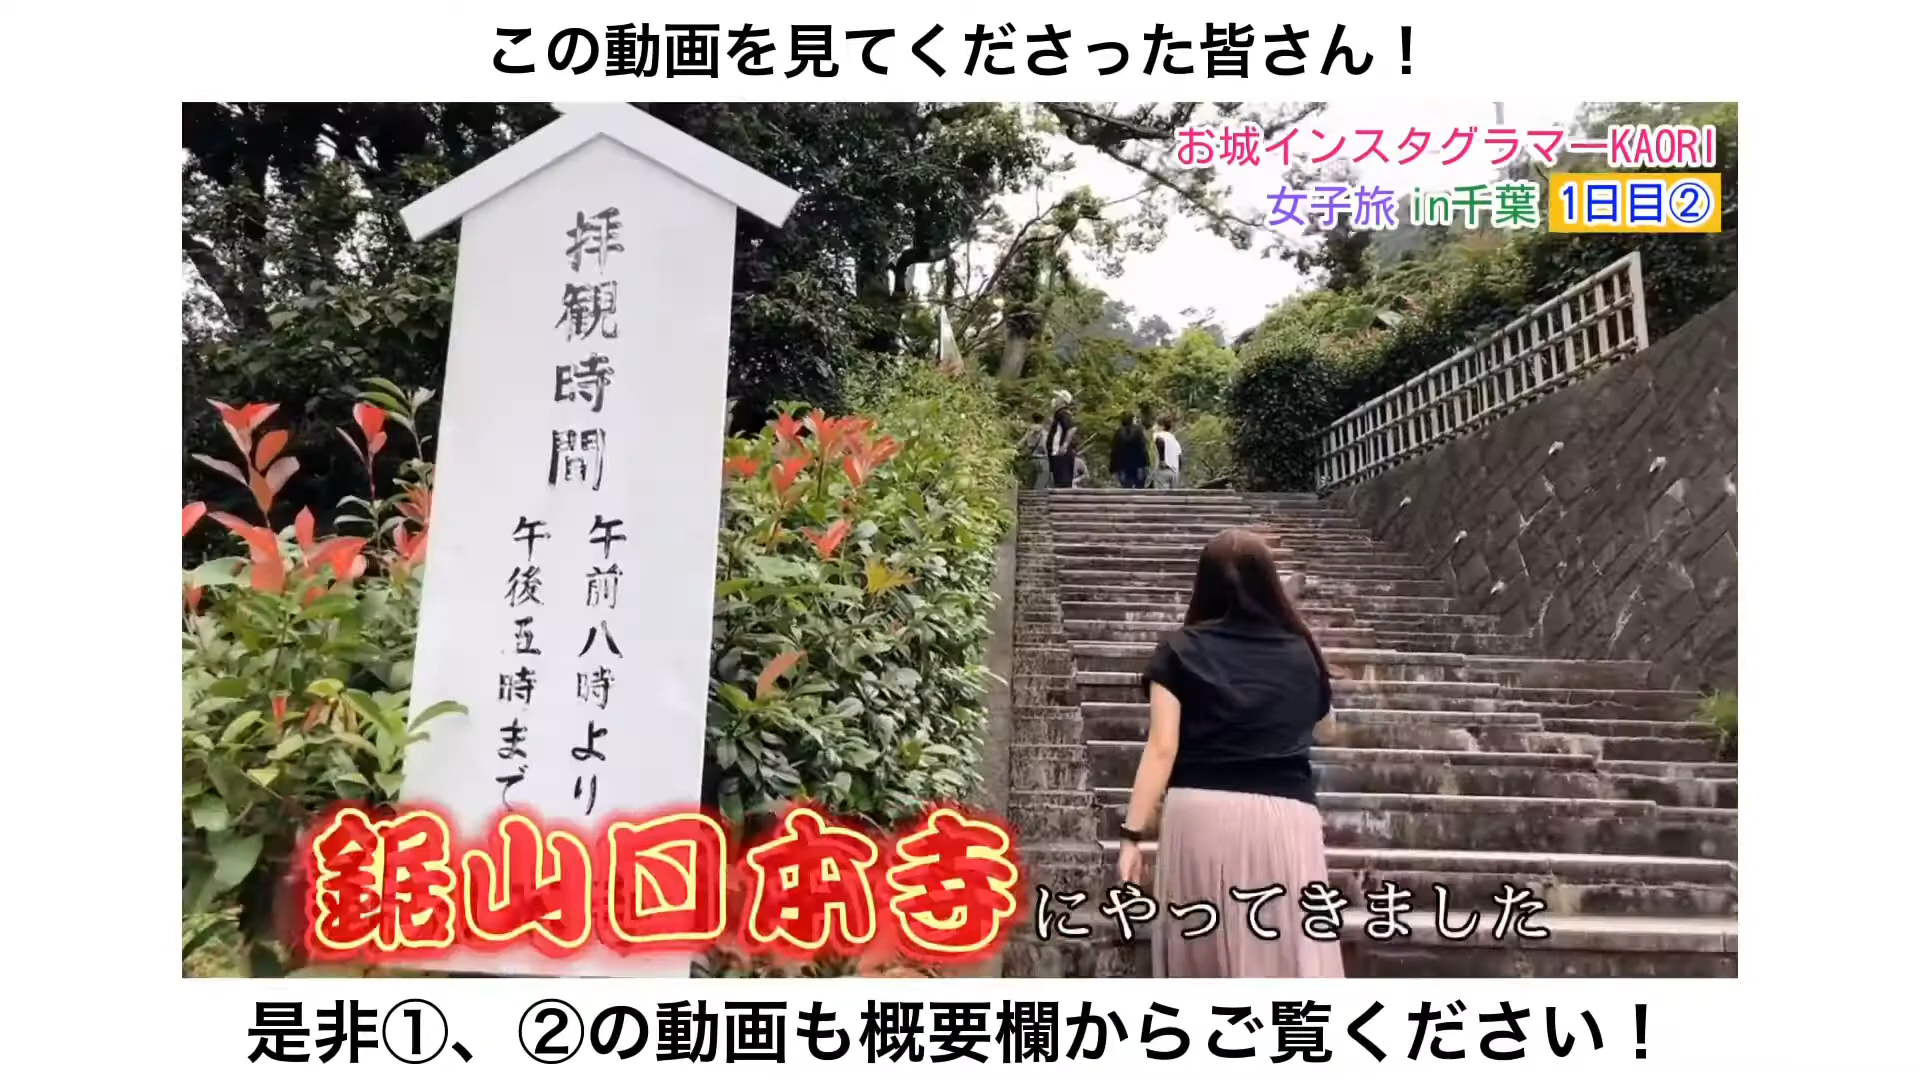 この動画を見てくださった皆さん！
お城インスタグラマーKAORI
女子旅 in千葉 1日目②
拝観時間
午前八時より
午後五時まで
鋸山日本寺にやってきました
是非①、②の動画も概要欄からご覧ください！